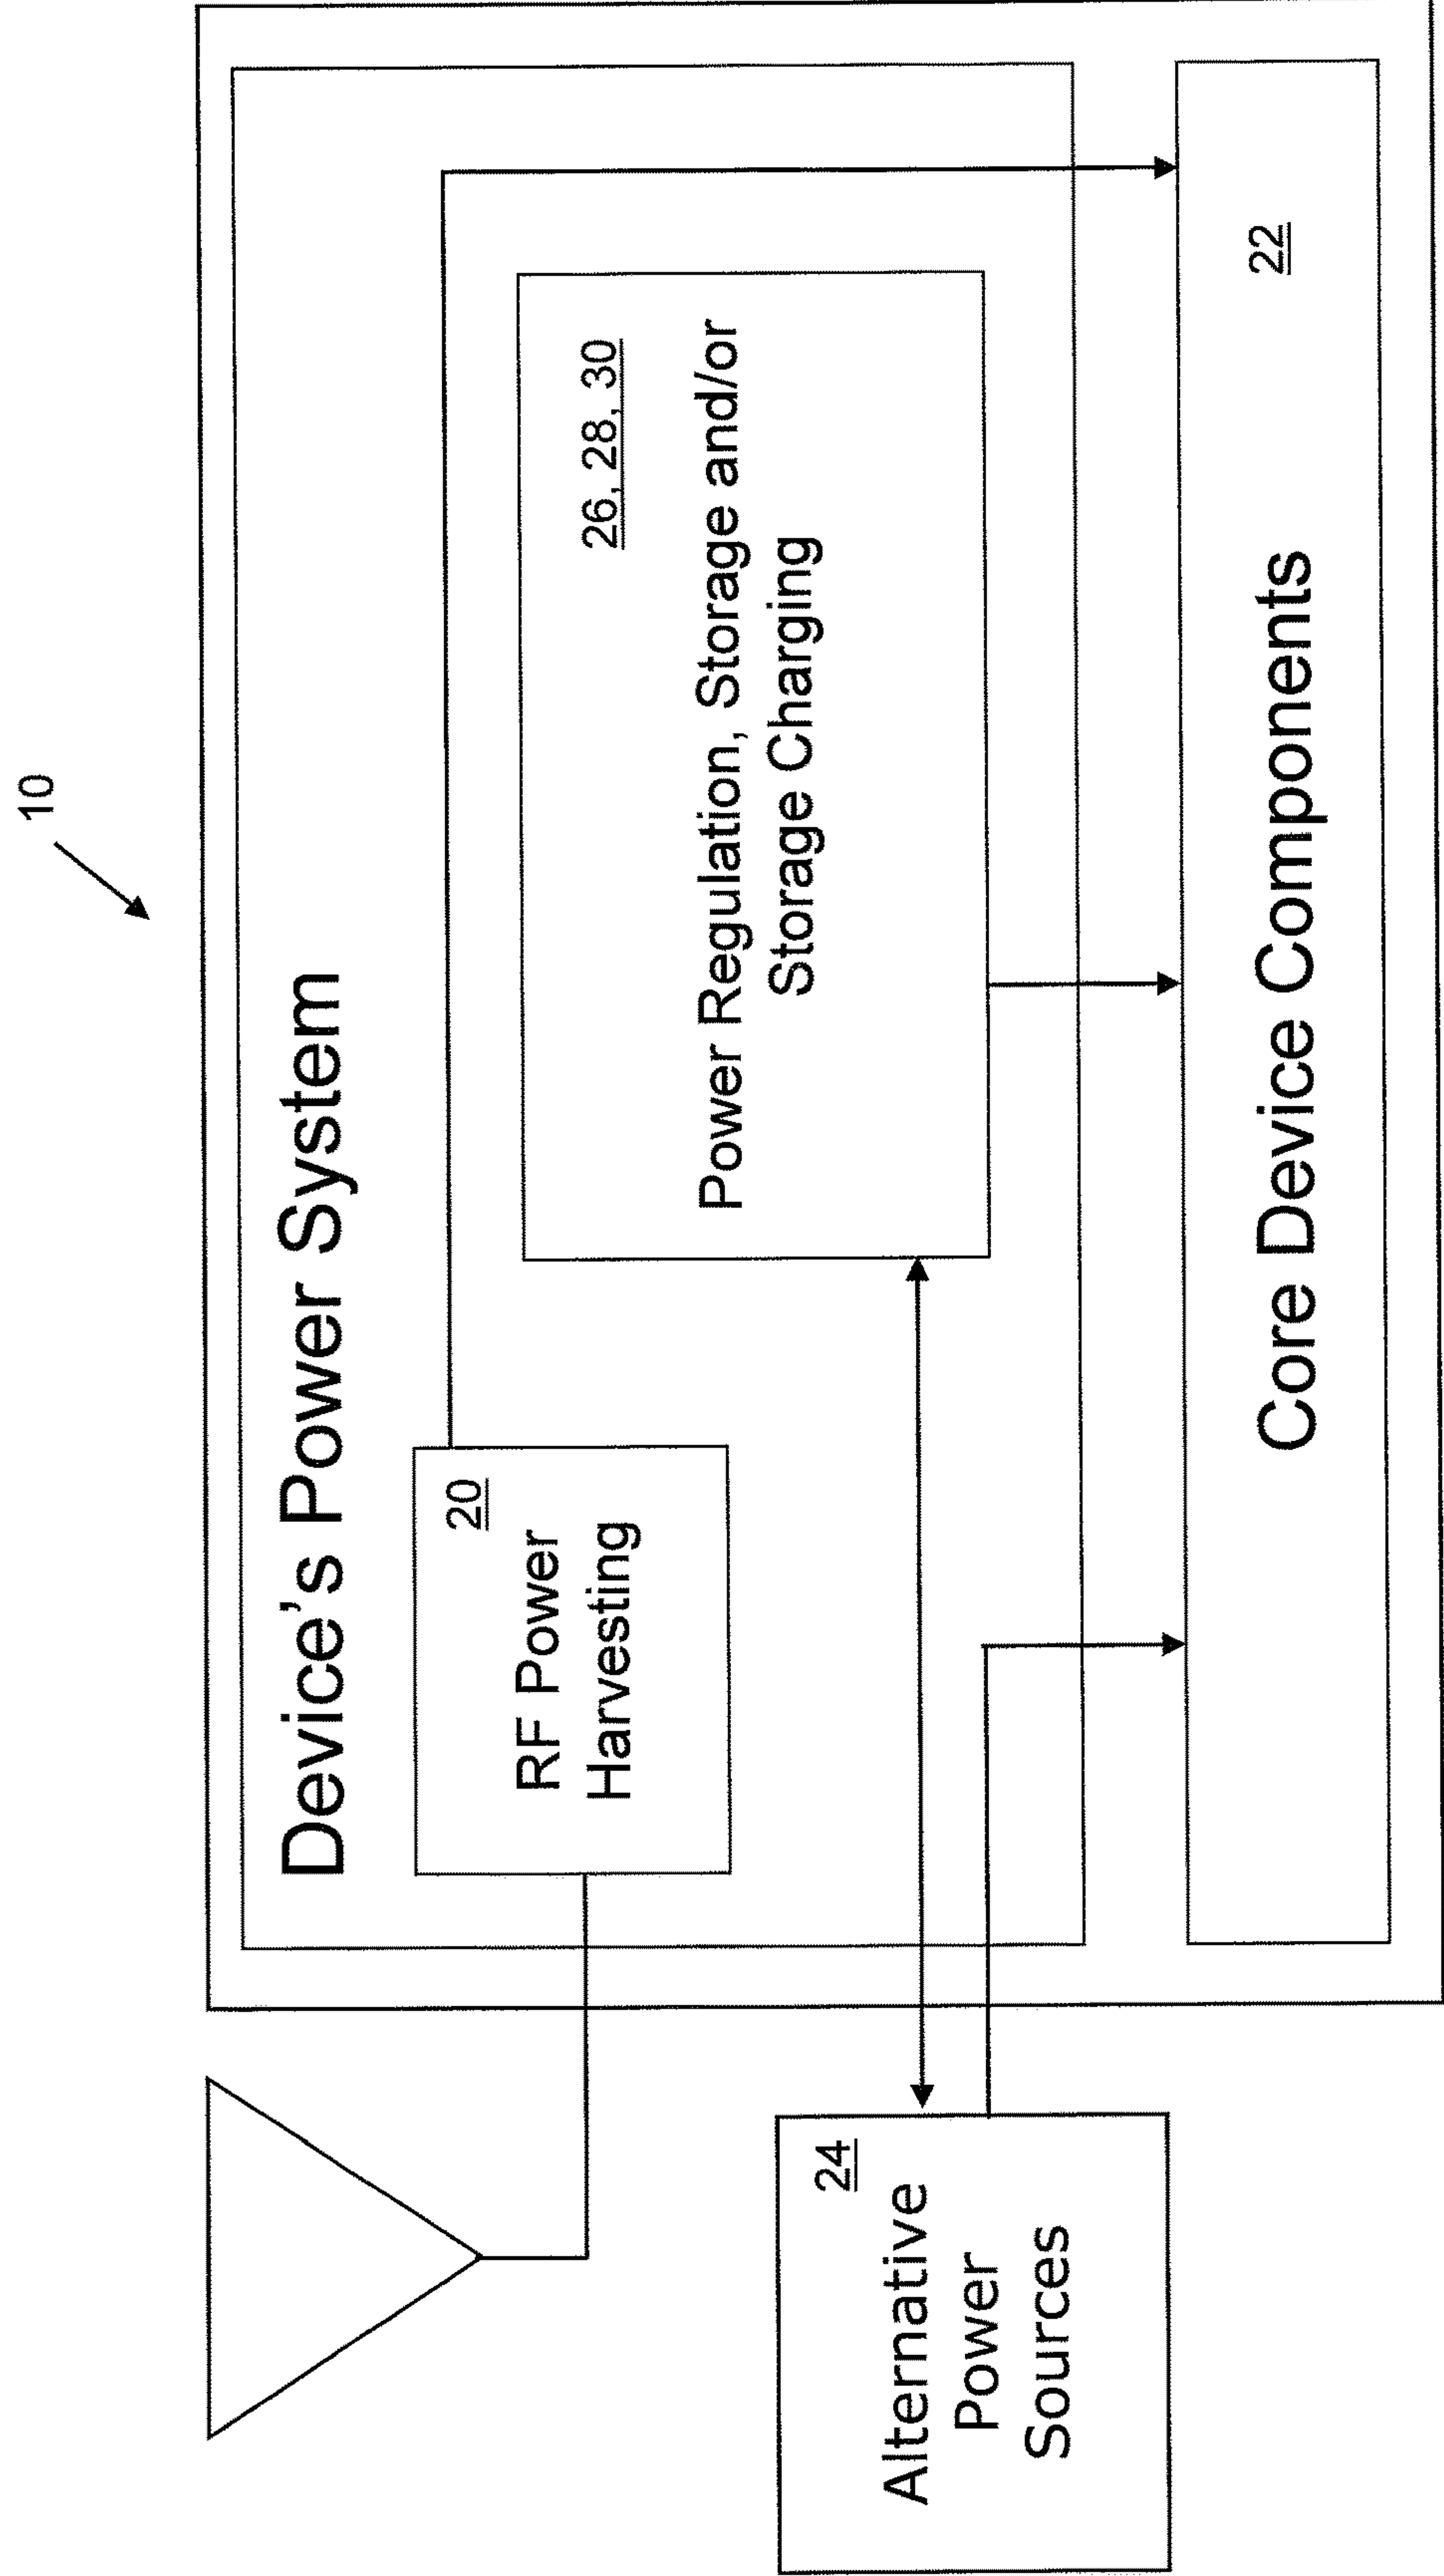 10
Device's Power System
20
RF Power
Harvesting
26, 28, 30
Power Regulation, Storage and/or
Storage Charging
24
Alternative
Power
Sources
22
Core Device Components